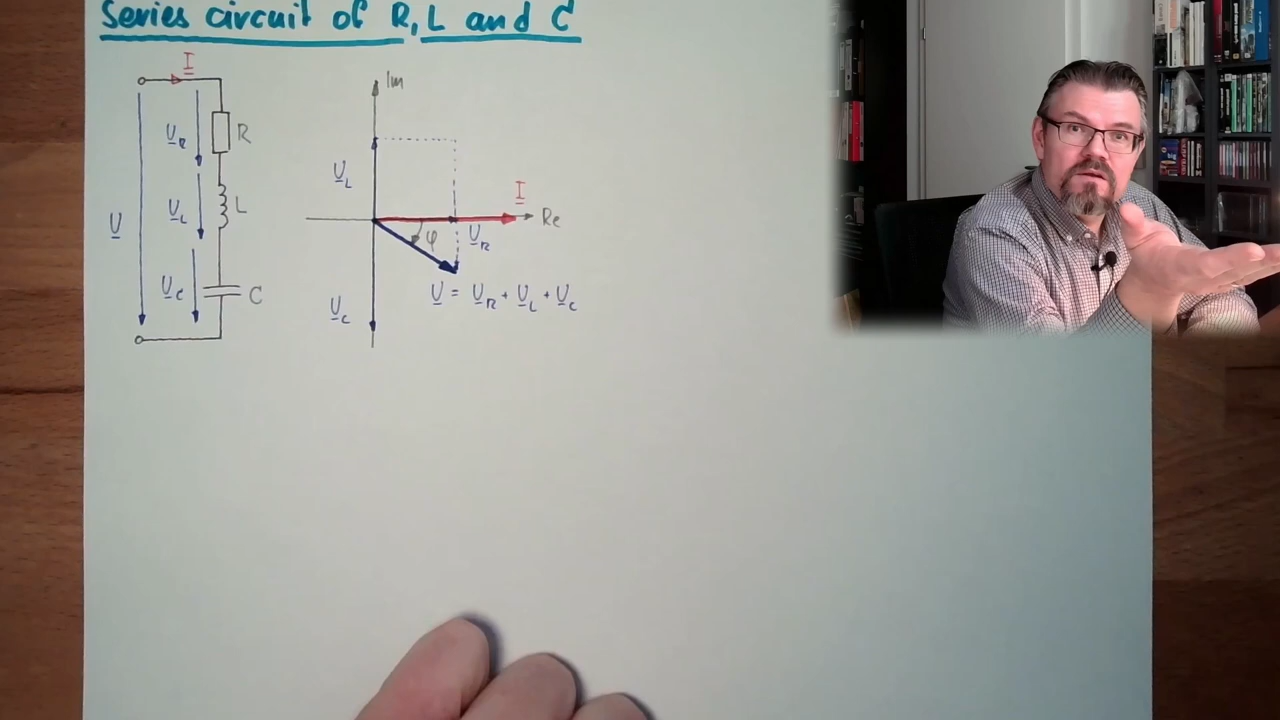 Series circuit of R, L and C
I
U
U_R
R
U_L
L
U_C
C
Im
U_L
I
Re
φ
U_R
U = U_R + U_L + U_C
U_C